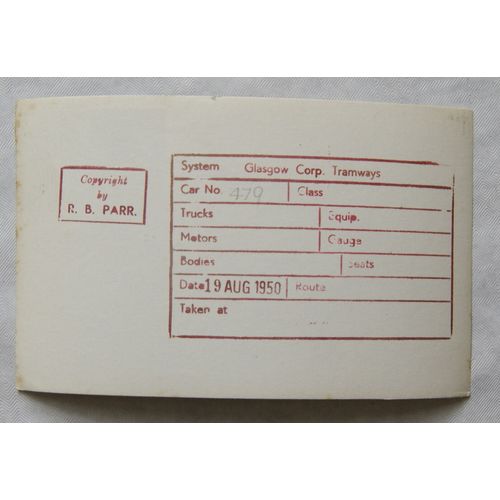 Copyright
by
R. B. PARR.
System Glasgow Corp. Tramways
Car No 479 Class
Trucks Equip.
Motors Gauge
Bodies Seats
Date 19 AUG 1950 Route
Taken at